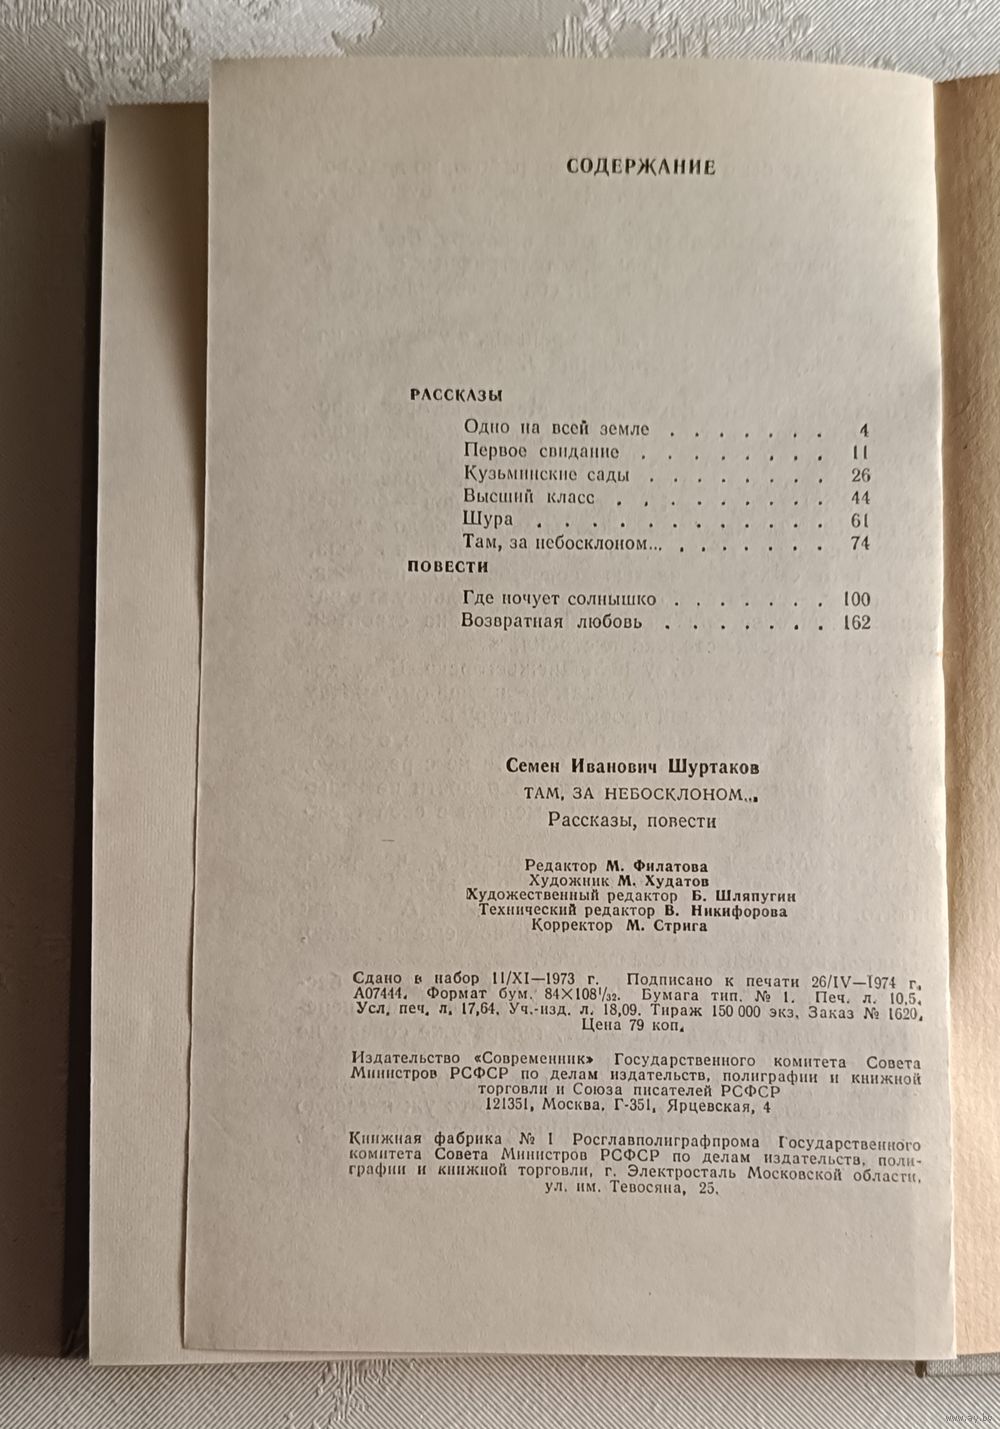 СОДЕРЖАНИЕ
РАССКАЗЫ
Одно на всей земле . . . . . . . 4
Первое свидание . . . . . . . . 11
Кузьминские сады . . . . . . . 26
Высший класс . . . . . . . . 44
Шура . . . . . . . . . . . 61
Там, за небосклоном... . . . . . . . 74
ПОВЕСТИ
Где ночует солнышко . . . . . . . 100
Возвратная любовь . . . . . . . 162
Семен Иванович Шуртаков
ТАМ, ЗА НЕБОСКЛОНОМ...
Рассказы, повести
Редактор М. Филатова
Художник М. Худатов
Художественный редактор Б. Шляпугин
Технический редактор В. Никифорова
Корректор М. Стрига
Сдано в набор 11/XI—1973 г. Подписано к печати 26/IV—1974 г.
А07444. Формат бум. 84×108¹/₃₂. Бумага тип. № 1. Печ. л. 10,5.
Усл. печ. л. 17,64. Уч.-изд. л. 18,09. Тираж 150 000 экз. Заказ № 1620.
Цена 79 коп.
Издательство «Современник» Государственного комитета Совета
Министров РСФСР по делам издательств, полиграфии и книжной
торговли и Союза писателей РСФСР
121351, Москва, Г-351, Ярцевская, 4
Книжная фабрика № 1 Росглавполиграфпрома Государственного
комитета Совета Министров РСФСР по делам издательств, поли-
графии и книжной торговли, г. Электросталь Московской области,
ул. им. Тевосяна, 25.
www.ay.by